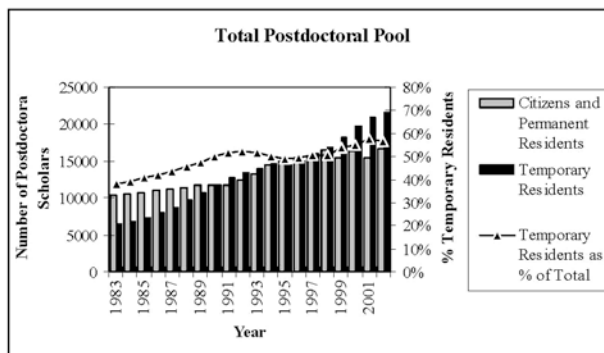 Total Postdoctoral Pool
Number of Postdoctora
Scholars
25000
20000
15000
10000
5000
0
80%
70%
60%
50%
40%
30%
20%
10%
0%
% Temporary Residents
1983
1985
1987
1989
1991
1993
1995
1997
1999
2001
Year
Citizens and
Permanent
Residents
Temporary
Residents
Temporary
Residents as
% of Total